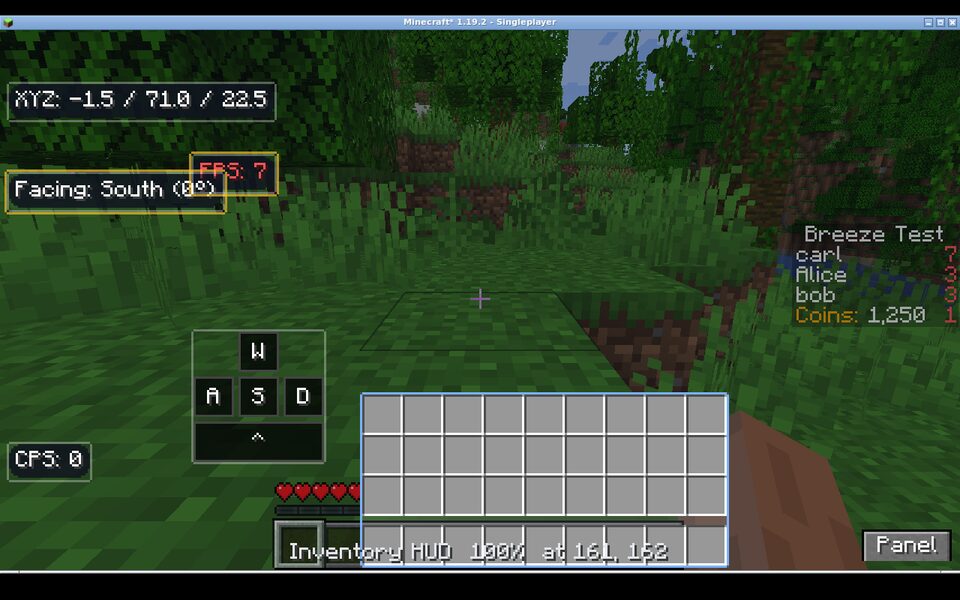 Minecraft* 1.19.2 - Singleplayer
XYZ: -1.5 / 71.0 / 22.5
FPS: 7
Facing: South (0°)
Breeze Test
carl 7
Alice 3
bob 3
Coins: 1,250 1
W
A S D
^
CPS: 0
Inventory HUD 100% at 161, 162
Panel